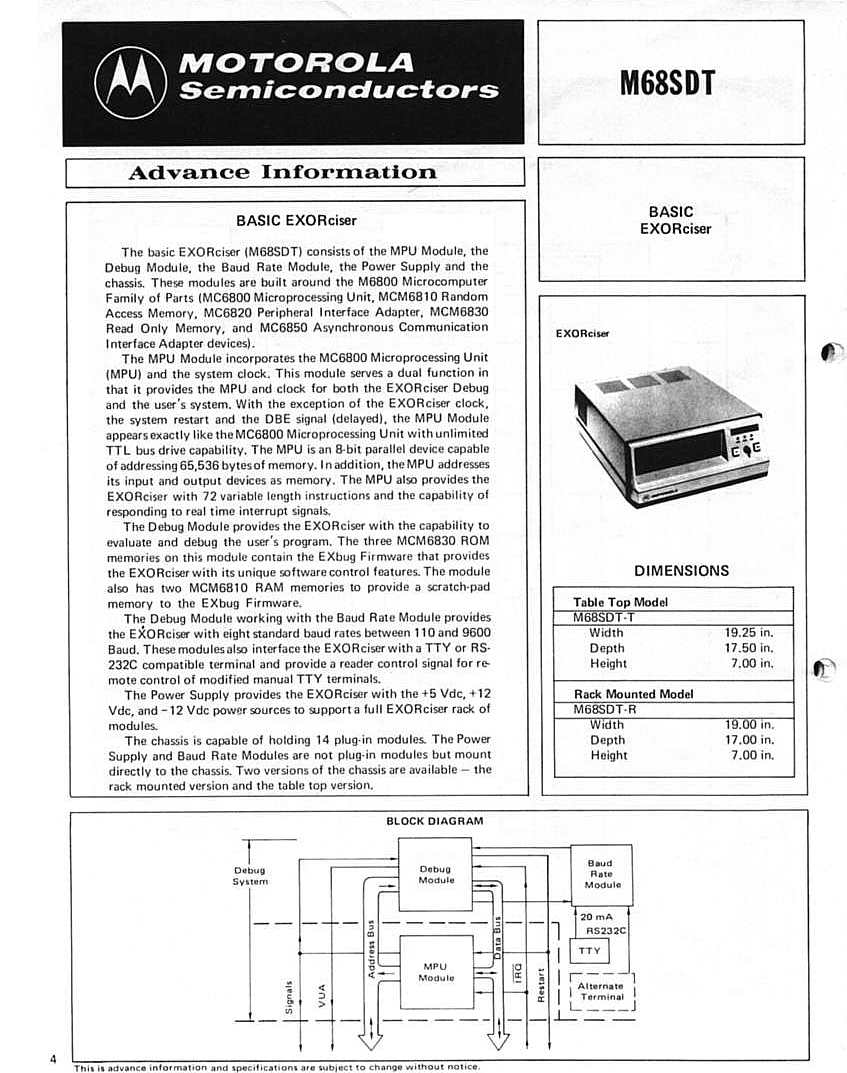 MOTOROLA
Semiconductors
M68SDT
Advance Information
BASIC
EXORciser
BASIC EXORciser
The basic EXORciser (M68SDT) consists of the MPU Module, the
Debug Module, the Baud Rate Module, the Power Supply and the
chassis. These modules are built around the M6800 Microcomputer
Family of Parts (MC6800 Microprocessing Unit, MCM6810 Random
Access Memory, MC6820 Peripheral Interface Adapter, MCM6830
Read Only Memory, and MC6850 Asynchronous Communication
Interface Adapter devices).
The MPU Module incorporates the MC6800 Microprocessing Unit
(MPU) and the system clock. This module serves a dual function in
that it provides the MPU and clock for both the EXORciser Debug
and the user's system. With the exception of the EXORciser clock,
the system restart and the DBE signal (delayed), the MPU Module
appears exactly like the MC6800 Microprocessing Unit with unlimited
TTL bus drive capability. The MPU is an 8-bit parallel device capable
of addressing 65,536 bytes of memory. In addition, the MPU addresses
its input and output devices as memory. The MPU also provides the
EXORciser with 72 variable length instructions and the capability of
responding to real time interrupt signals.
The Debug Module provides the EXORciser with the capability to
evaluate and debug the user's program. The three MCM6830 ROM
memories on this module contain the EXbug Firmware that provides
the EXORciser with its unique software control features. The module
also has two MCM6810 RAM memories to provide a scratch-pad
memory to the EXbug Firmware.
The Debug Module working with the Baud Rate Module provides
the EXORciser with eight standard baud rates between 110 and 9600
Baud. These modules also interface the EXORciser with a TTY or RS-
232C compatible terminal and provide a reader control signal for re-
mote control of modified manual TTY terminals.
The Power Supply provides the EXORciser with the +5 Vdc, +12
Vdc, and −12 Vdc power sources to support a full EXORciser rack of
modules.
The chassis is capable of holding 14 plug-in modules. The Power
Supply and Baud Rate Modules are not plug-in modules but mount
directly to the chassis. Two versions of the chassis are available — the
rack mounted version and the table top version.
EXORciser
MOTOROLA
DIMENSIONS
Table Top Model
M68SDT-T
Width 19.25 in.
Depth 17.50 in.
Height 7.00 in.
Rack Mounted Model
M68SDT-R
Width 19.00 in.
Depth 17.00 in.
Height 7.00 in.
BLOCK DIAGRAM
Debug
System
Debug
Module
Baud
Rate
Module
20 mA
RS232C
TTY
Address Bus
Data Bus
MPU
Module
Signals
VUA
IRQ
Restart
Alternate
Terminal
4
This is advance information and specifications are subject to change without notice.